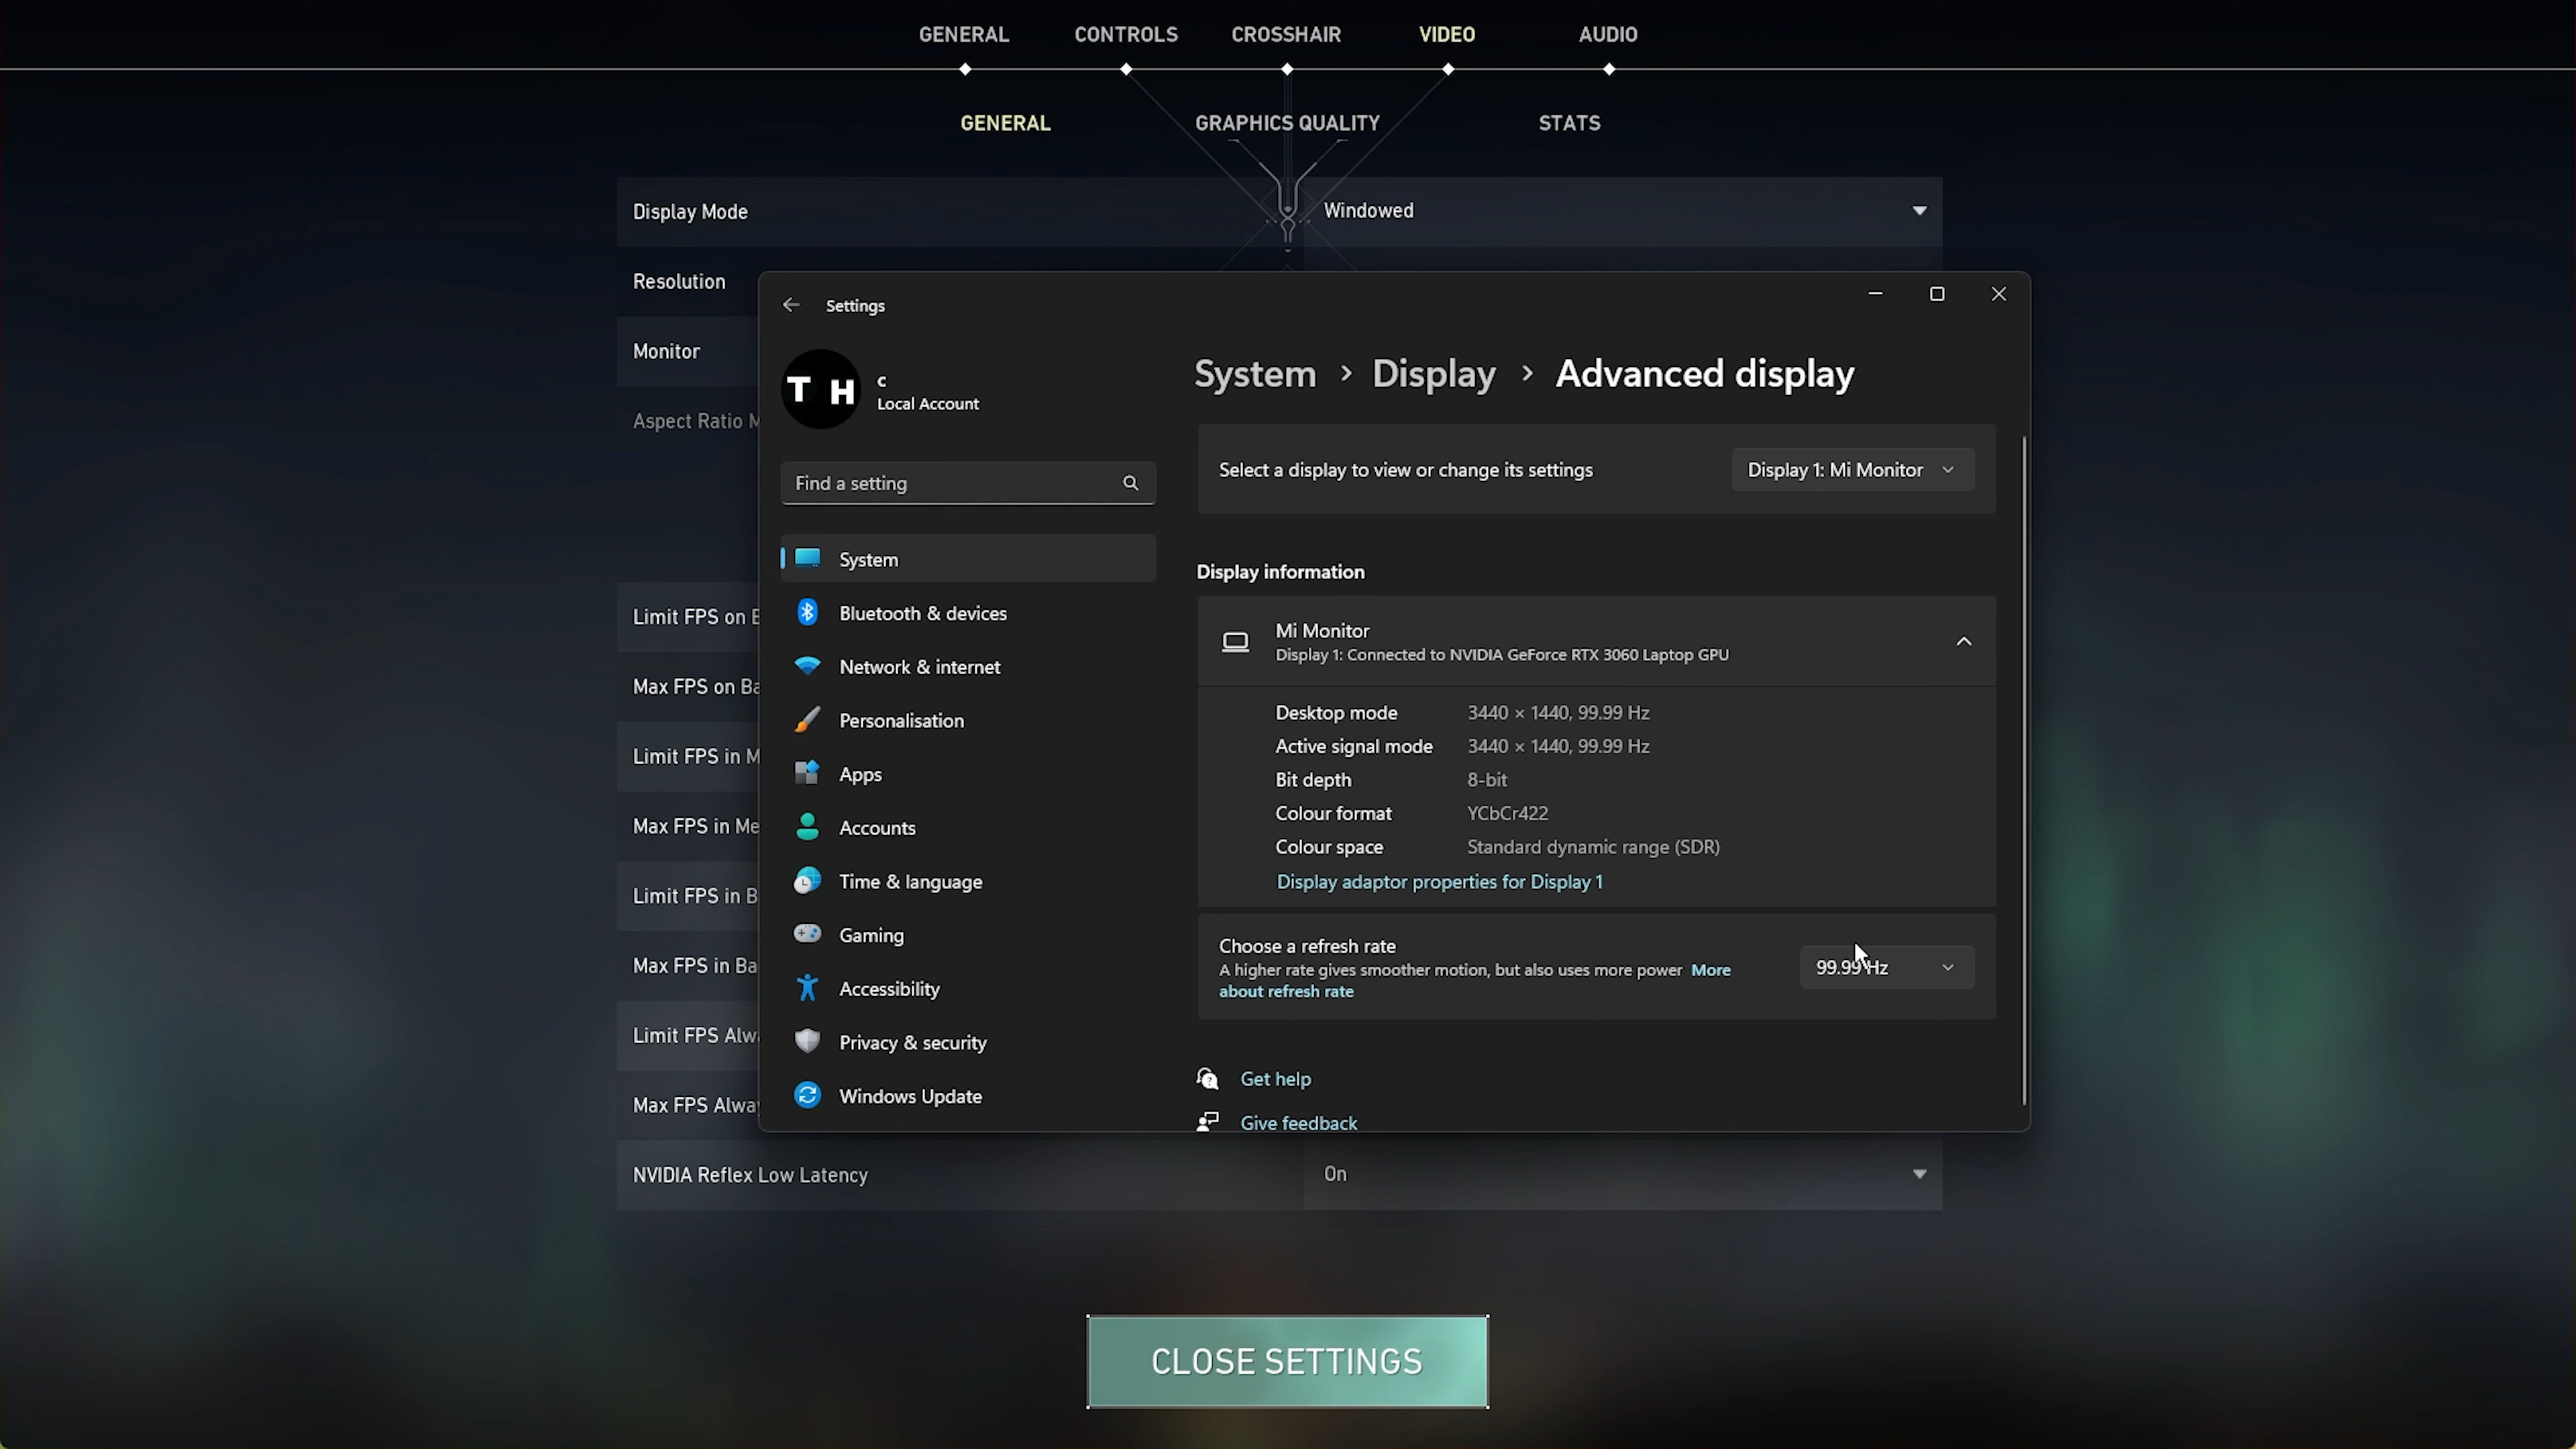 GENERAL CONTROLS CROSSHAIR VIDEO AUDIO
GENERAL GRAPHICS QUALITY STATS
Display Mode Windowed
Resolution
Monitor
Aspect Ratio M
Limit FPS on B
Max FPS on Ba
Limit FPS in M
Max FPS in Me
Limit FPS in B
Max FPS in Ba
Limit FPS Alw
Max FPS Alway
NVIDIA Reflex Low Latency On
CLOSE SETTINGS
Settings
T H
c
Local Account
Find a setting
System
Bluetooth & devices
Network & internet
Personalisation
Apps
Accounts
Time & language
Gaming
Accessibility
Privacy & security
Windows Update
System > Display > Advanced display
Select a display to view or change its settings Display 1: Mi Monitor
Display information
Mi Monitor
Display 1: Connected to NVIDIA GeForce RTX 3060 Laptop GPU
Desktop mode 3440 × 1440, 99.99 Hz
Active signal mode 3440 × 1440, 99.99 Hz
Bit depth 8-bit
Colour format YCbCr422
Colour space Standard dynamic range (SDR)
Display adaptor properties for Display 1
Choose a refresh rate
A higher rate gives smoother motion, but also uses more power More
about refresh rate
99.99 Hz
Get help
Give feedback